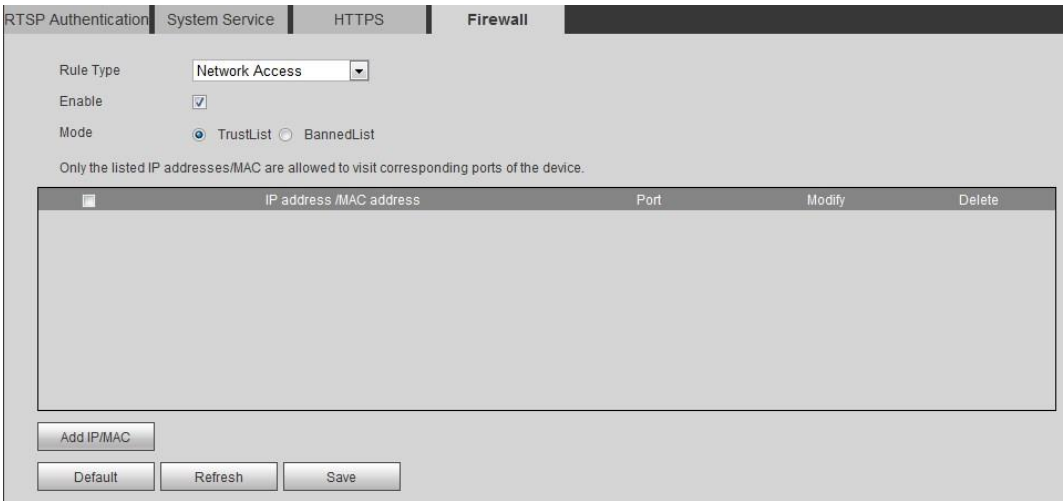 RTSP Authentication System Service HTTPS Firewall
Rule Type Network Access
Enable
Mode TrustList BannedList
Only the listed IP addresses/MAC are allowed to visit corresponding ports of the device.
IP address /MAC address Port Modify Delete
Add IP/MAC
Default Refresh Save